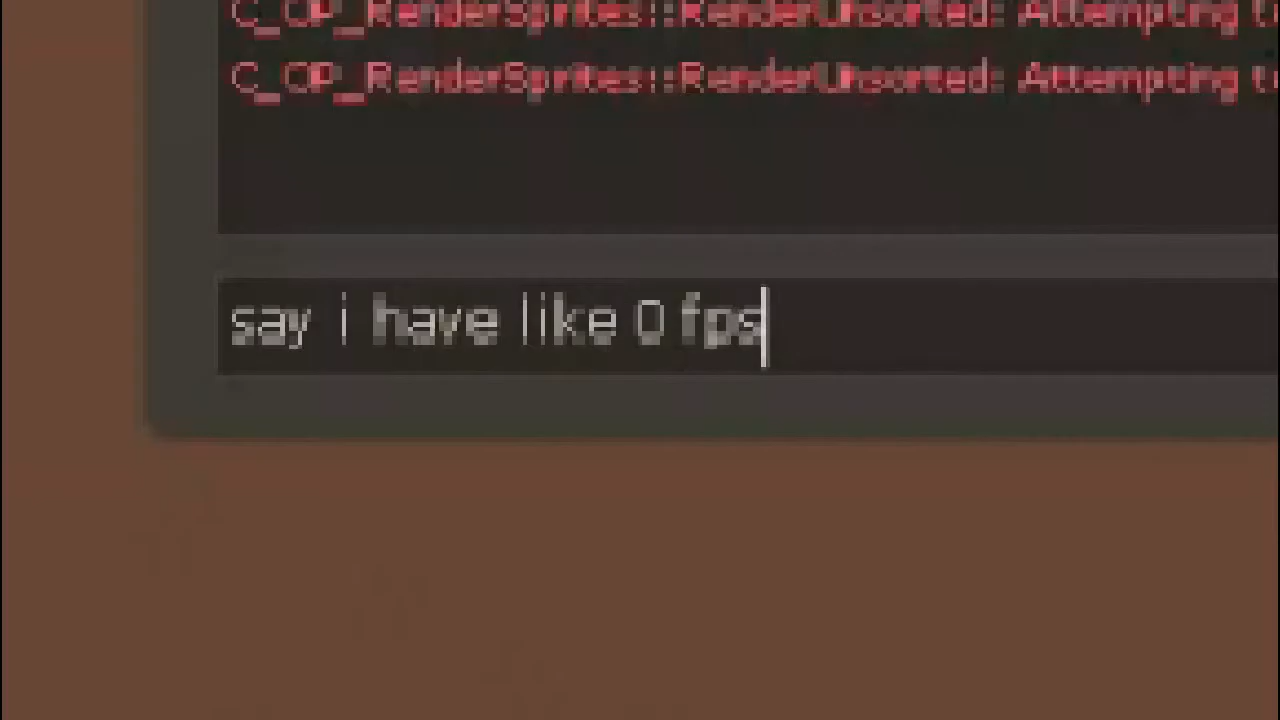 C_OP_RenderSprites::RenderUnsorted: Attempting
C_OP_RenderSprites::RenderUnsorted: Attempting
say i have like 0 fps